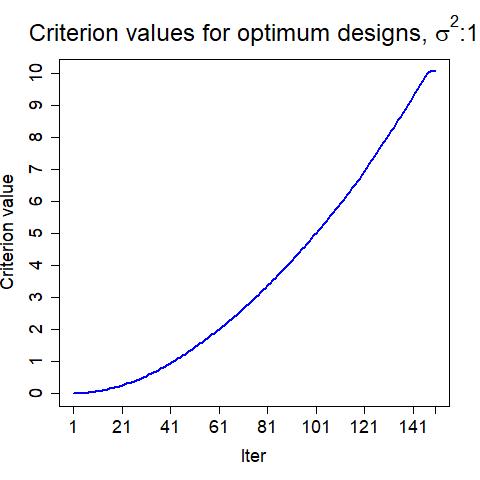 Criterion values for optimum designs, σ²:1
10
9
8
7
6
5
4
3
2
1
0
Criterion value
1 21 41 61 81 101 121 141
Iter